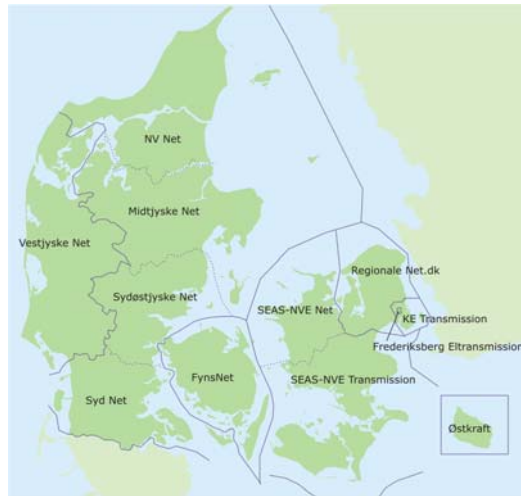 NV Net
Midtjyske Net
Vestjyske Net
Regionale Net.dk
Sydøstjyske Net
SEAS-NVE Net
KE Transmission
Frederiksberg Eltransmission
FynsNet
SEAS-NVE Transmission
Syd Net
Østkraft